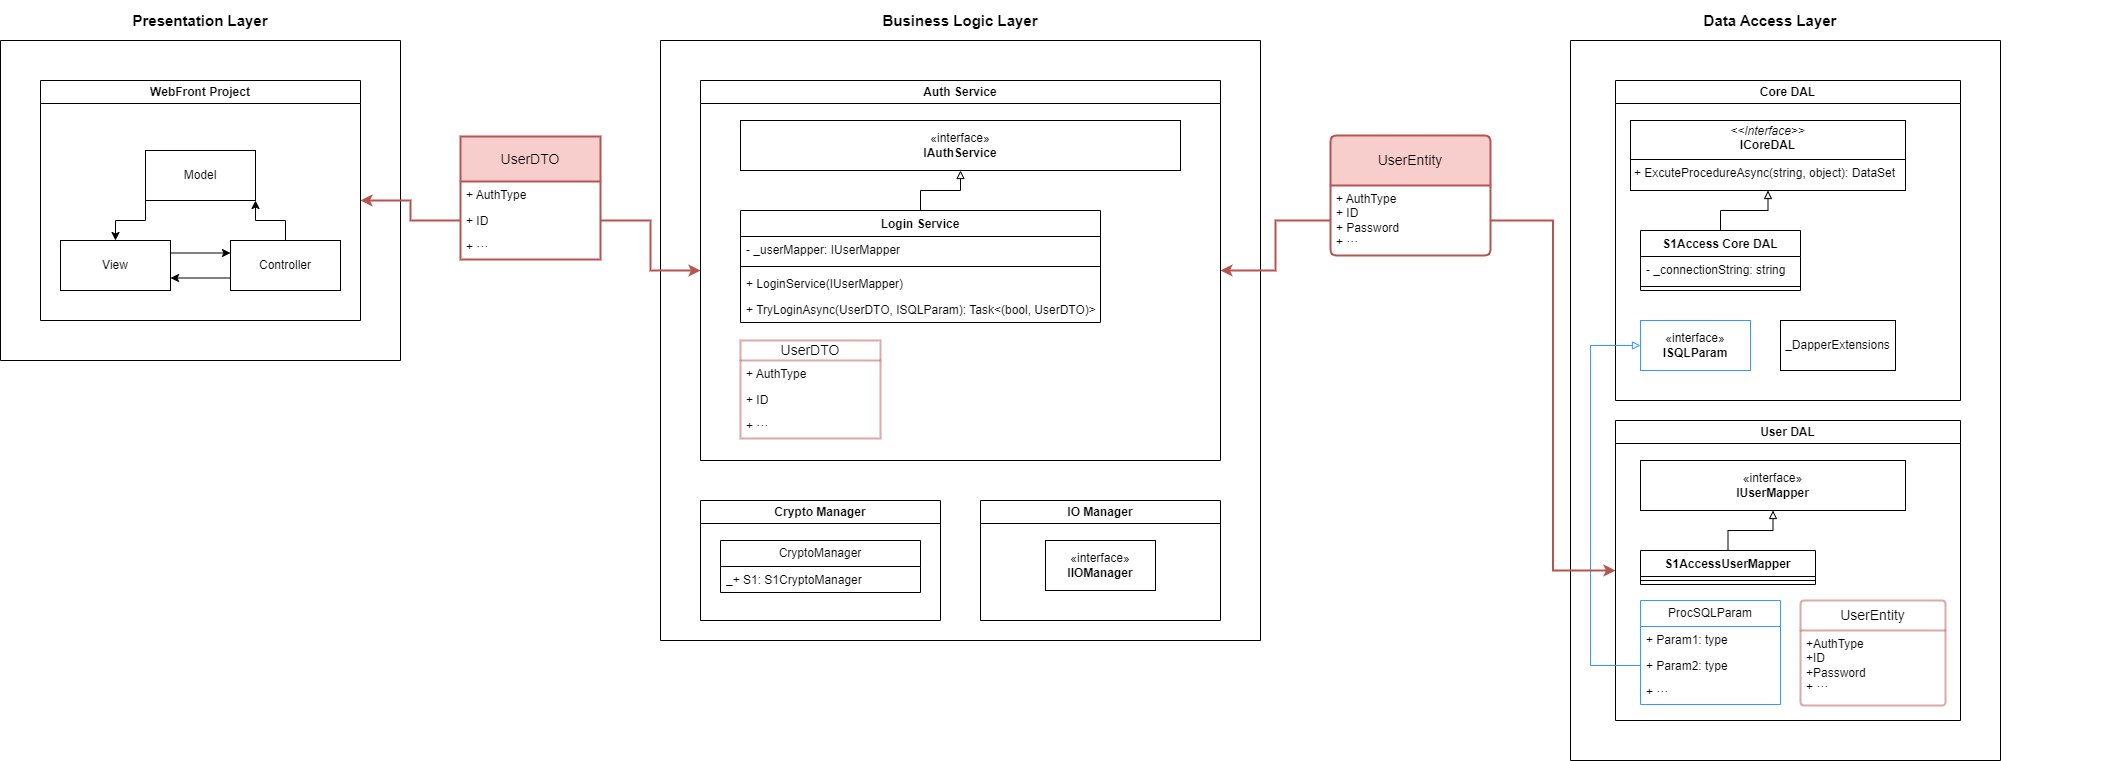 Presentation Layer
WebFront Project
Model
View
Controller
UserDTO
+ AuthType
+ ID
+ ...
Business Logic Layer
Auth Service
«interface»
IAuthService
Login Service
- _userMapper: IUserMapper
+ LoginService(IUserMapper)
+ TryLoginAsync(UserDTO, ISQLParam): Task<(bool, UserDTO)>
UserDTO
+ AuthType
+ ID
+ ...
Crypto Manager
CryptoManager
_+ S1: S1CryptoManager
IO Manager
«interface»
IIOManager
UserEntity
+ AuthType
+ ID
+ Password
+ ...
Data Access Layer
Core DAL
<<Interface>>
ICoreDAL
+ ExcuteProcedureAsync(string, object): DataSet
S1Access Core DAL
- _connectionString: string
«interface»
ISQLParam
_DapperExtensions
User DAL
«interface»
IUserMapper
S1AccessUserMapper
ProcSQLParam
+ Param1: type
+ Param2: type
+ ...
UserEntity
+AuthType
+ID
+Password
+ ...